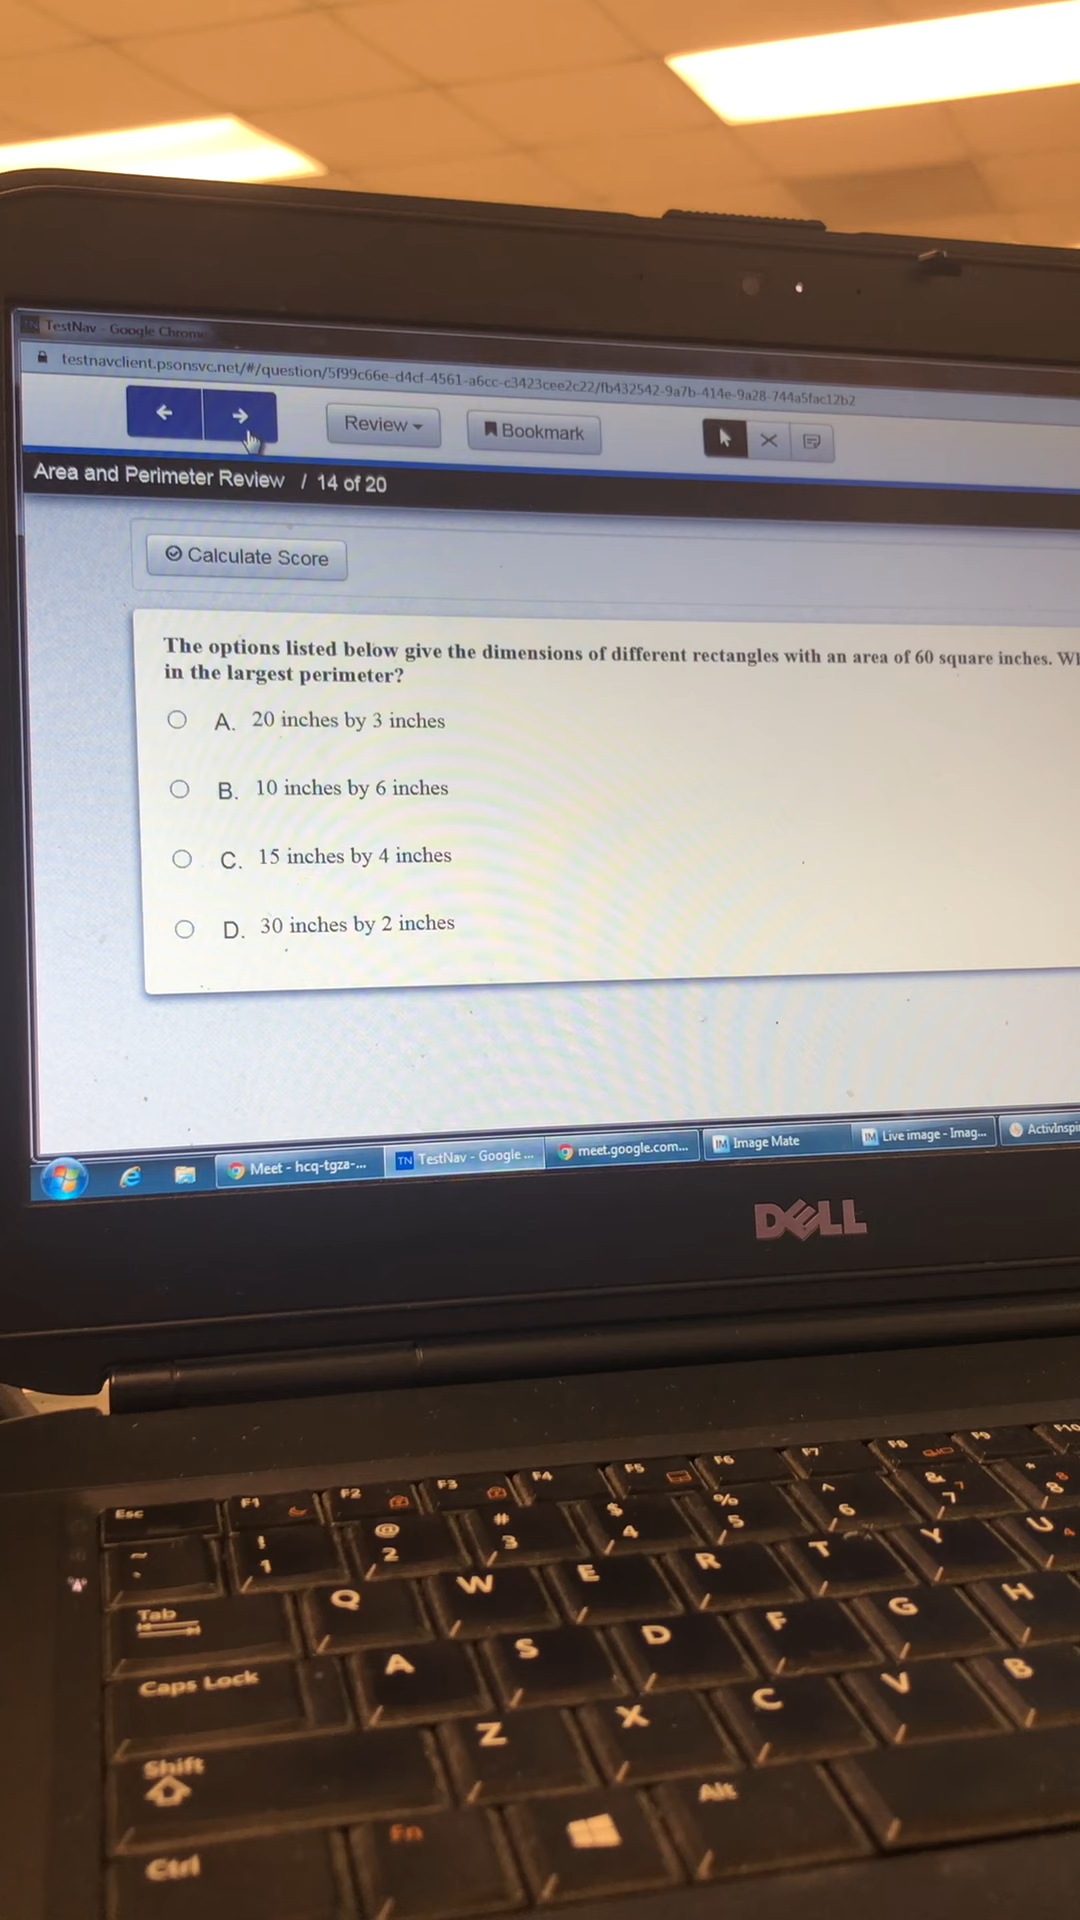 TestNav - Google Chrome
testnavclient.psonsvc.net/#/question/5f99c66e-d4cf-4561-a6cc-c3423cee2c22/fb432542-9a7b-414e-9a28-744a5fac12b2
Review
Bookmark
Area and Perimeter Review / 14 of 20
Calculate Score
The options listed below give the dimensions of different rectangles with an area of 60 square inches.
in the largest perimeter?
A. 20 inches by 3 inches
B. 10 inches by 6 inches
C. 15 inches by 4 inches
D. 30 inches by 2 inches
Meet - hcq-tgza-...
TN TestNav - Google ...
meet.google.com...
IM Image Mate
IM Live image - Imag...
DELL
Esc F1 F2 F3 F4 F5 F6 F7 F8 F9 F10
~ ! 1 @ 2 # 3 $ 4 % 5 ^ 6 & 7 * 8
Tab Q W E R T Y U
Caps Lock A S D F G H
Shift Z X C V B
Ctrl Fn Alt